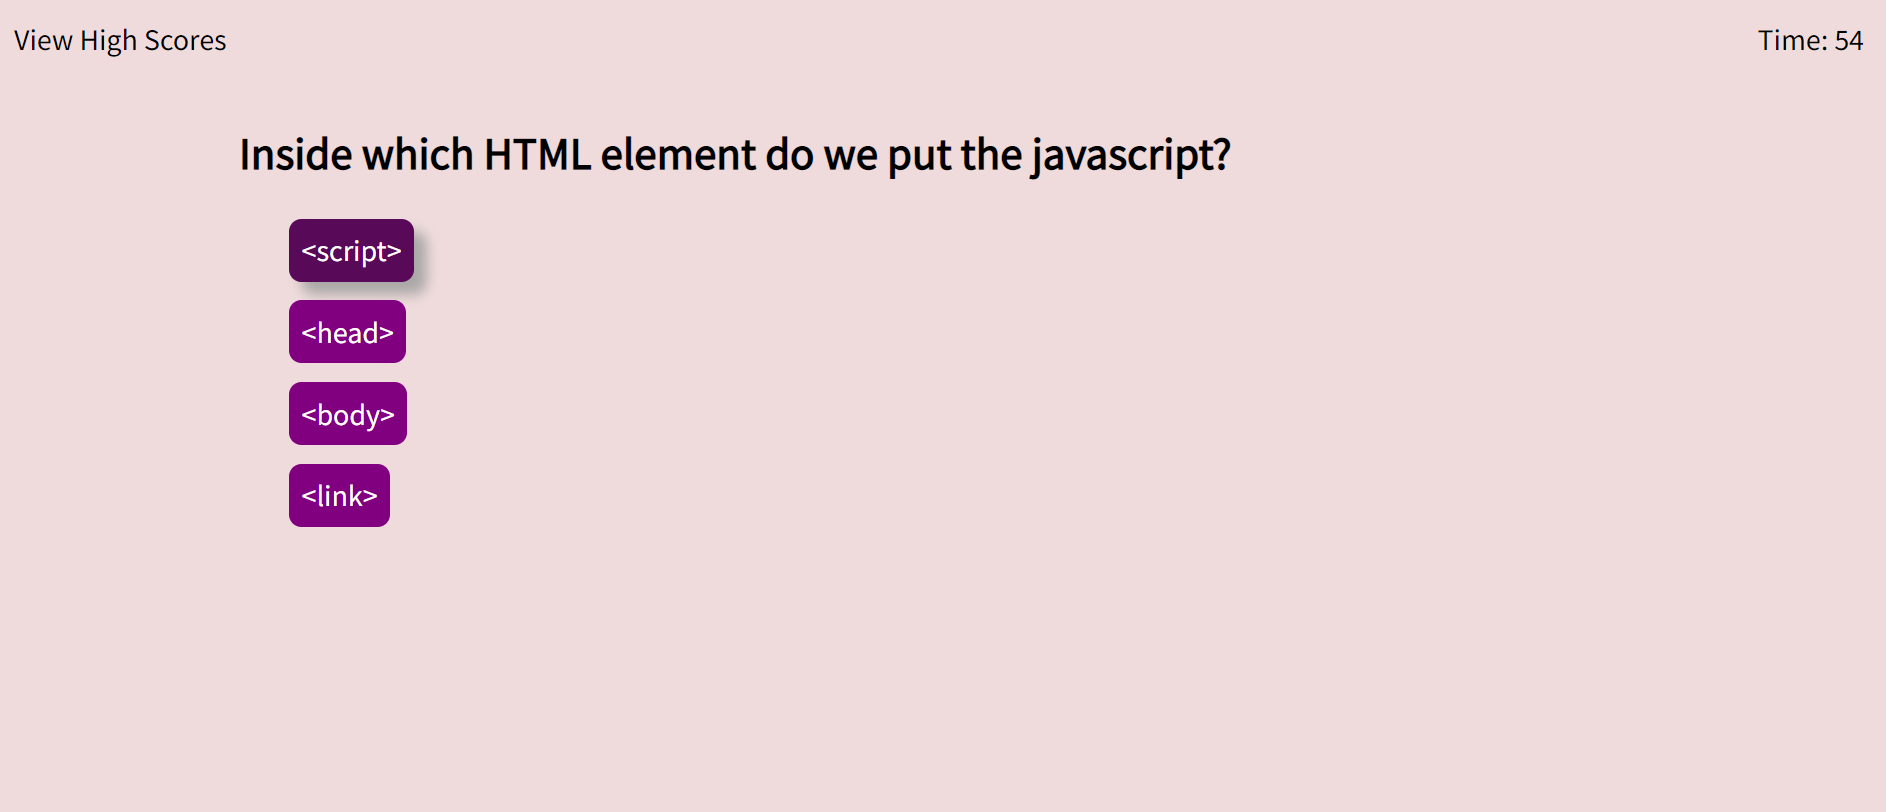 View High Scores
Time: 54
Inside which HTML element do we put the javascript?
<script>
<head>
<body>
<link>